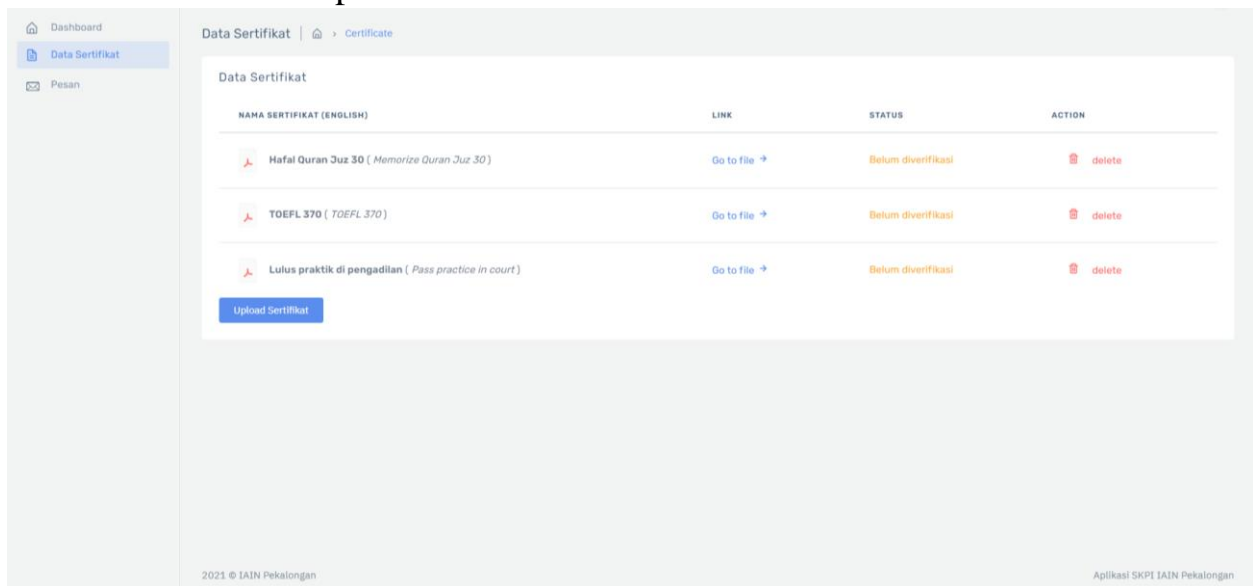 Dashboard
Data Sertifikat
Pesan
Data Sertifikat | > Certificate
Data Sertifikat
NAMA SERTIFIKAT (ENGLISH) LINK STATUS ACTION
Hafal Quran Juz 30 ( Memorize Quran Juz 30 ) Go to file → Belum diverifikasi delete
TOEFL 370 ( TOEFL 370 ) Go to file → Belum diverifikasi delete
Lulus praktik di pengadilan ( Pass practice in court ) Go to file → Belum diverifikasi delete
Upload Sertifikat
2021 © IAIN Pekalongan Aplikasi SKPI IAIN Pekalongan